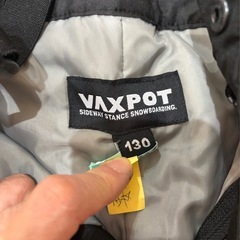 VAXPOT
SIDEWAY STANCE SNOWBOARDING.
130